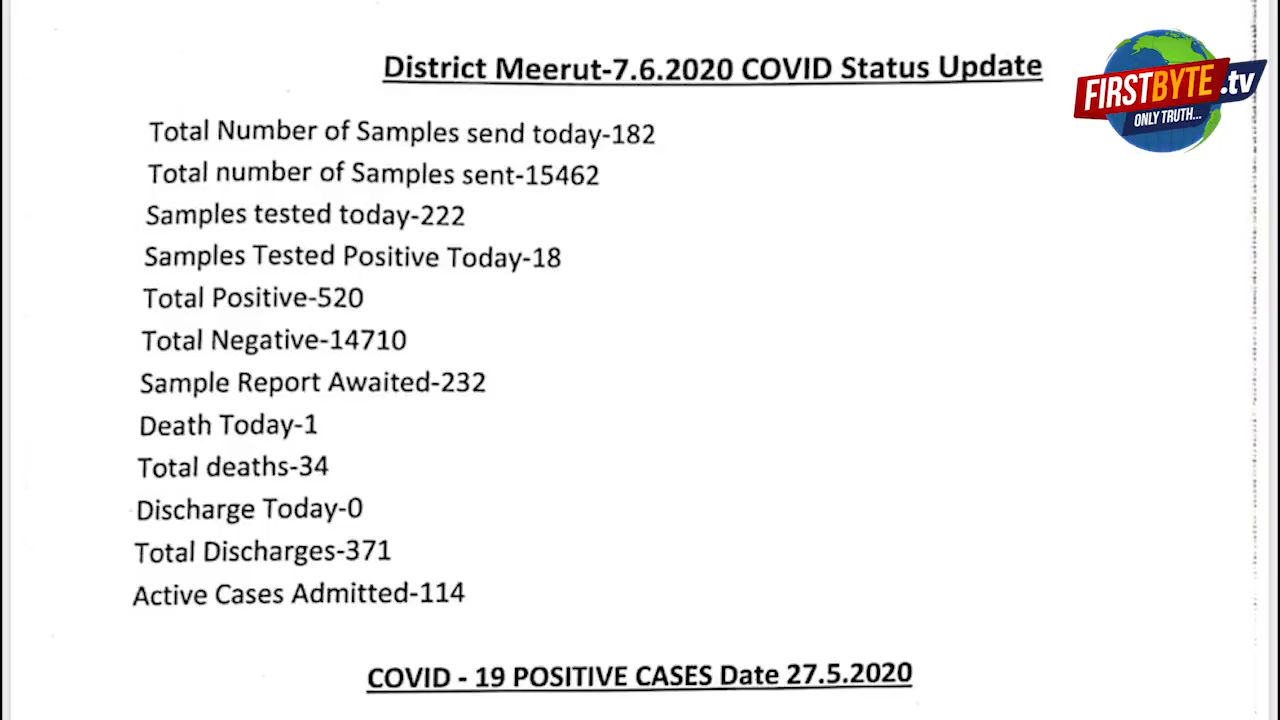 District Meerut-7.6.2020 COVID Status Update
FIRSTBYTE.tv
ONLY TRUTH...
Total Number of Samples send today-182
Total number of Samples sent-15462
Samples tested today-222
Samples Tested Positive Today-18
Total Positive-520
Total Negative-14710
Sample Report Awaited-232
Death Today-1
Total deaths-34
Discharge Today-0
Total Discharges-371
Active Cases Admitted-114
COVID - 19 POSITIVE CASES Date 27.5.2020